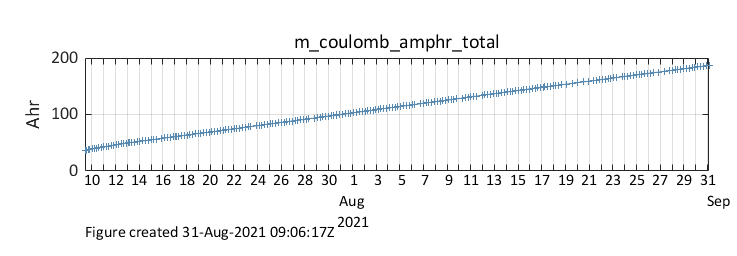 m_coulomb_amphr_total
200
100
0
Ahr
10 12 14 16 18 20 22 24 26 28 30 1 3 5 7 9 11 13 15 17 19 21 23 25 27 29 31
Aug Sep
2021
Figure created 31-Aug-2021 09:06:17Z